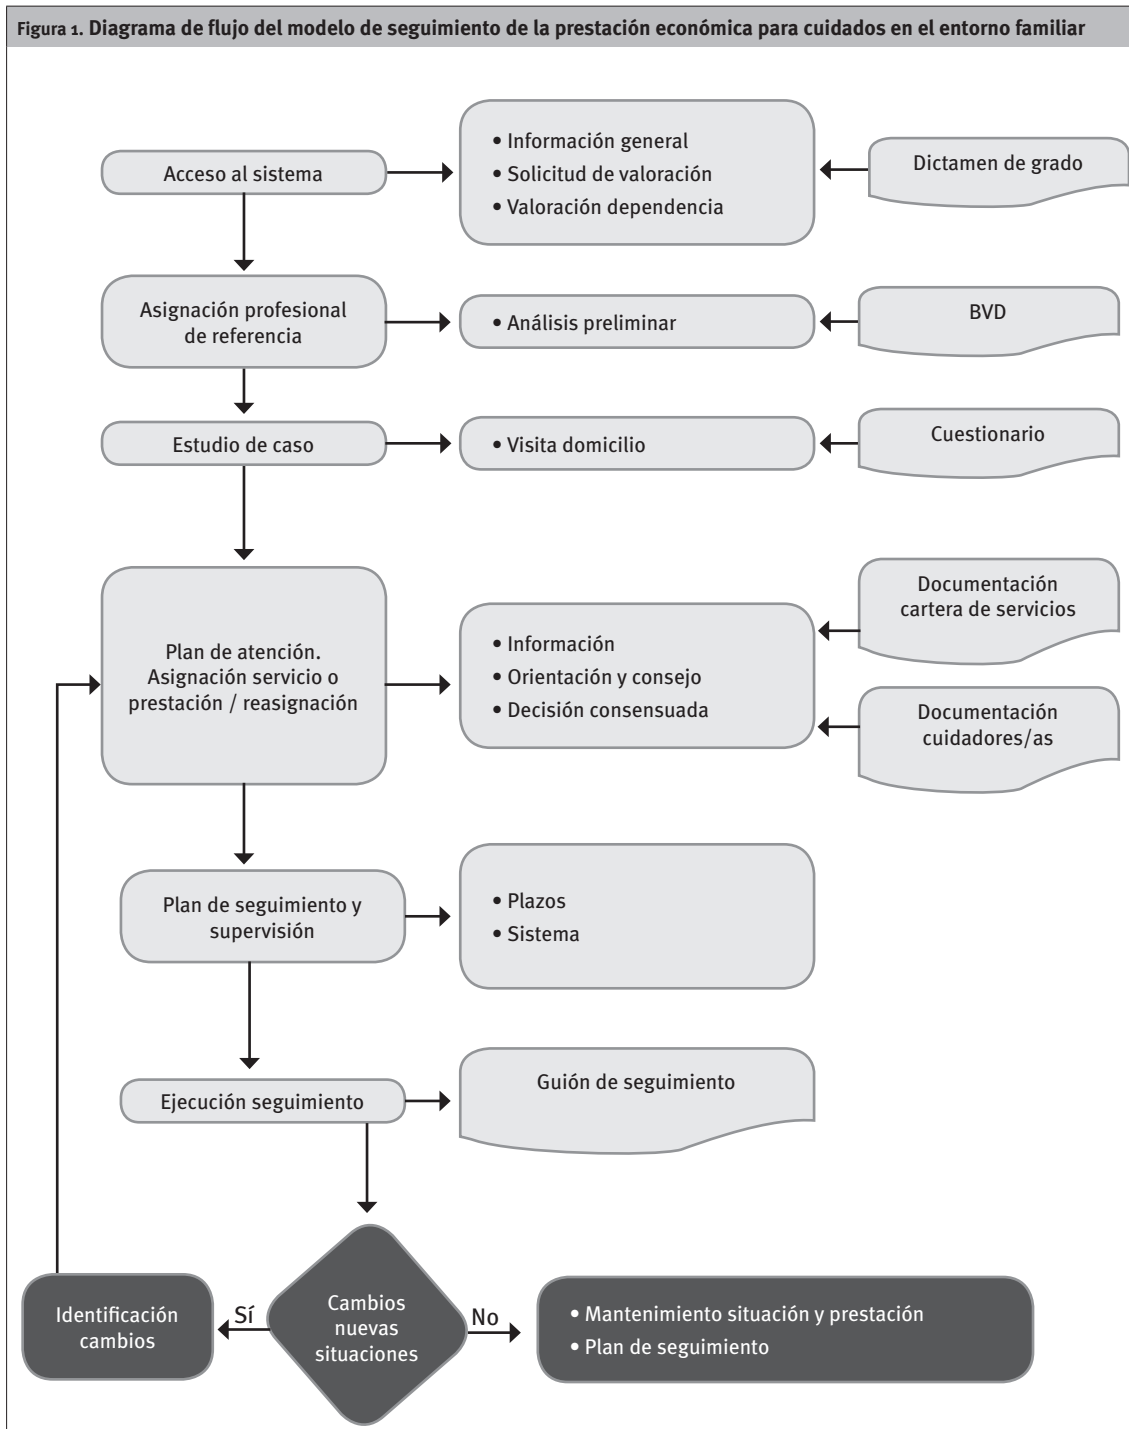 Figura 1. Diagrama de flujo del modelo de seguimiento de la prestación económica para cuidados en el entorno familiar
Acceso al sistema
• Información general
• Solicitud de valoración
• Valoración dependencia
Dictamen de grado
Asignación profesional
de referencia
• Análisis preliminar
BVD
Estudio de caso
• Visita domicilio
Cuestionario
Plan de atención.
Asignación servicio o
prestación / reasignación
• Información
• Orientación y consejo
• Decisión consensuada
Documentación
cartera de servicios
Documentación
cuidadores/as
Plan de seguimiento y
supervisión
• Plazos
• Sistema
Ejecución seguimiento
Guión de seguimiento
Identificación
cambios
Sí
Cambios
nuevas
situaciones
No
• Mantenimiento situación y prestación
• Plan de seguimiento